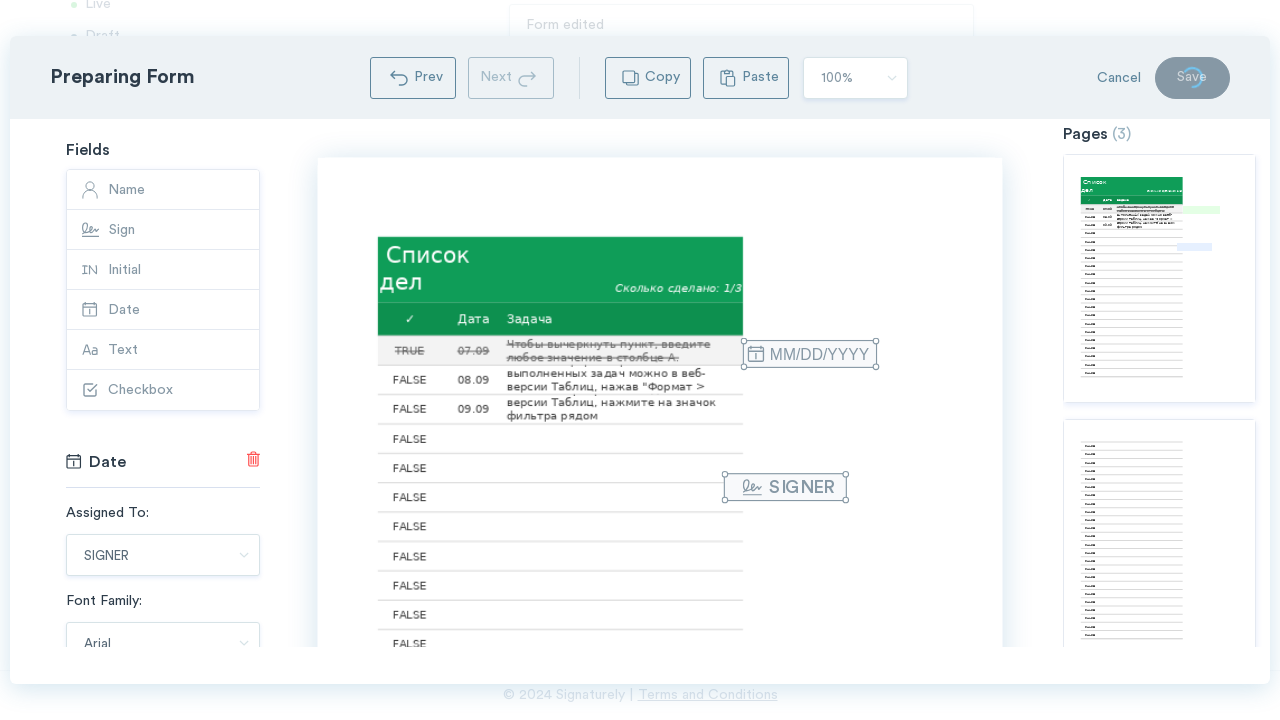 Live
Draft
Form edited
Preparing Form
Prev
Next
Copy
Paste
100%
Cancel
Save
Fields
Name
Sign
Initial
Date
Text
Checkbox
Date
Assigned To:
SIGNER
Font Family:
Arial
Список
дел
Сколько сделано: 1/3
✓ Дата Задача
TRUE 07.09 Чтобы вычеркнуть пункт, введите
любое значение в столбце A.
выполненных задач можно в веб-
FALSE 08.09 версии Таблиц, нажав "Формат >
версии Таблиц, нажмите на значок
FALSE 09.09 фильтра рядом
FALSE
FALSE
FALSE
FALSE
FALSE
FALSE
FALSE
FALSE
MM/DD/YYYY
SIGNER
Pages (3)
Список
дел
© 2024 Signaturely | Terms and Conditions